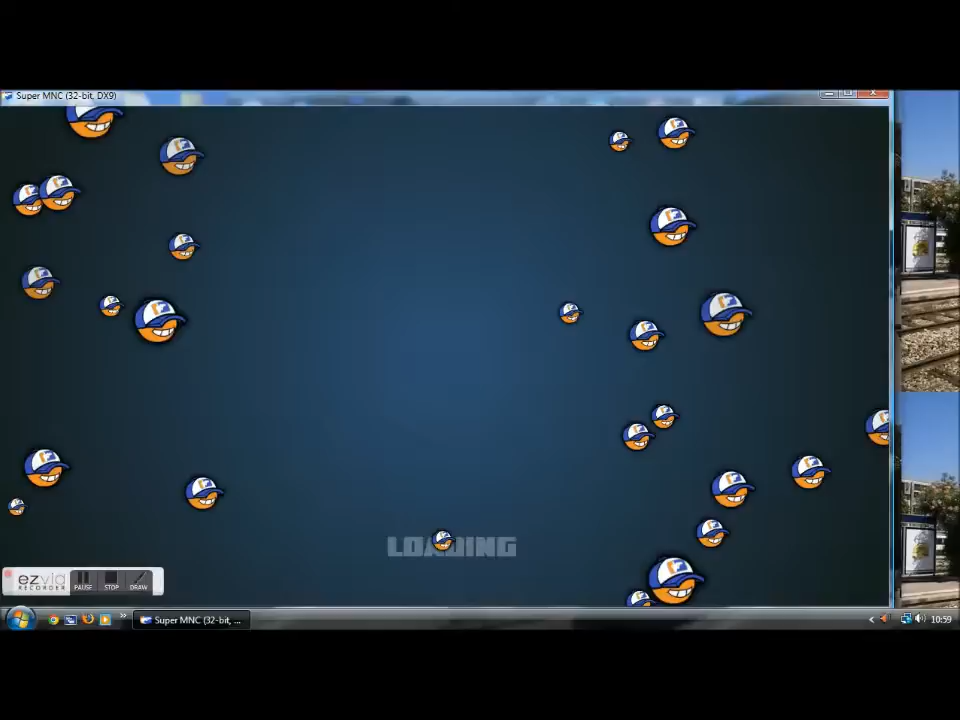 Super MNC (32-bit, DX9)
LOADING
ezvid
RECORDER
PAUSE
STOP
DRAW
Super MNC (32-bit, ...
10:59